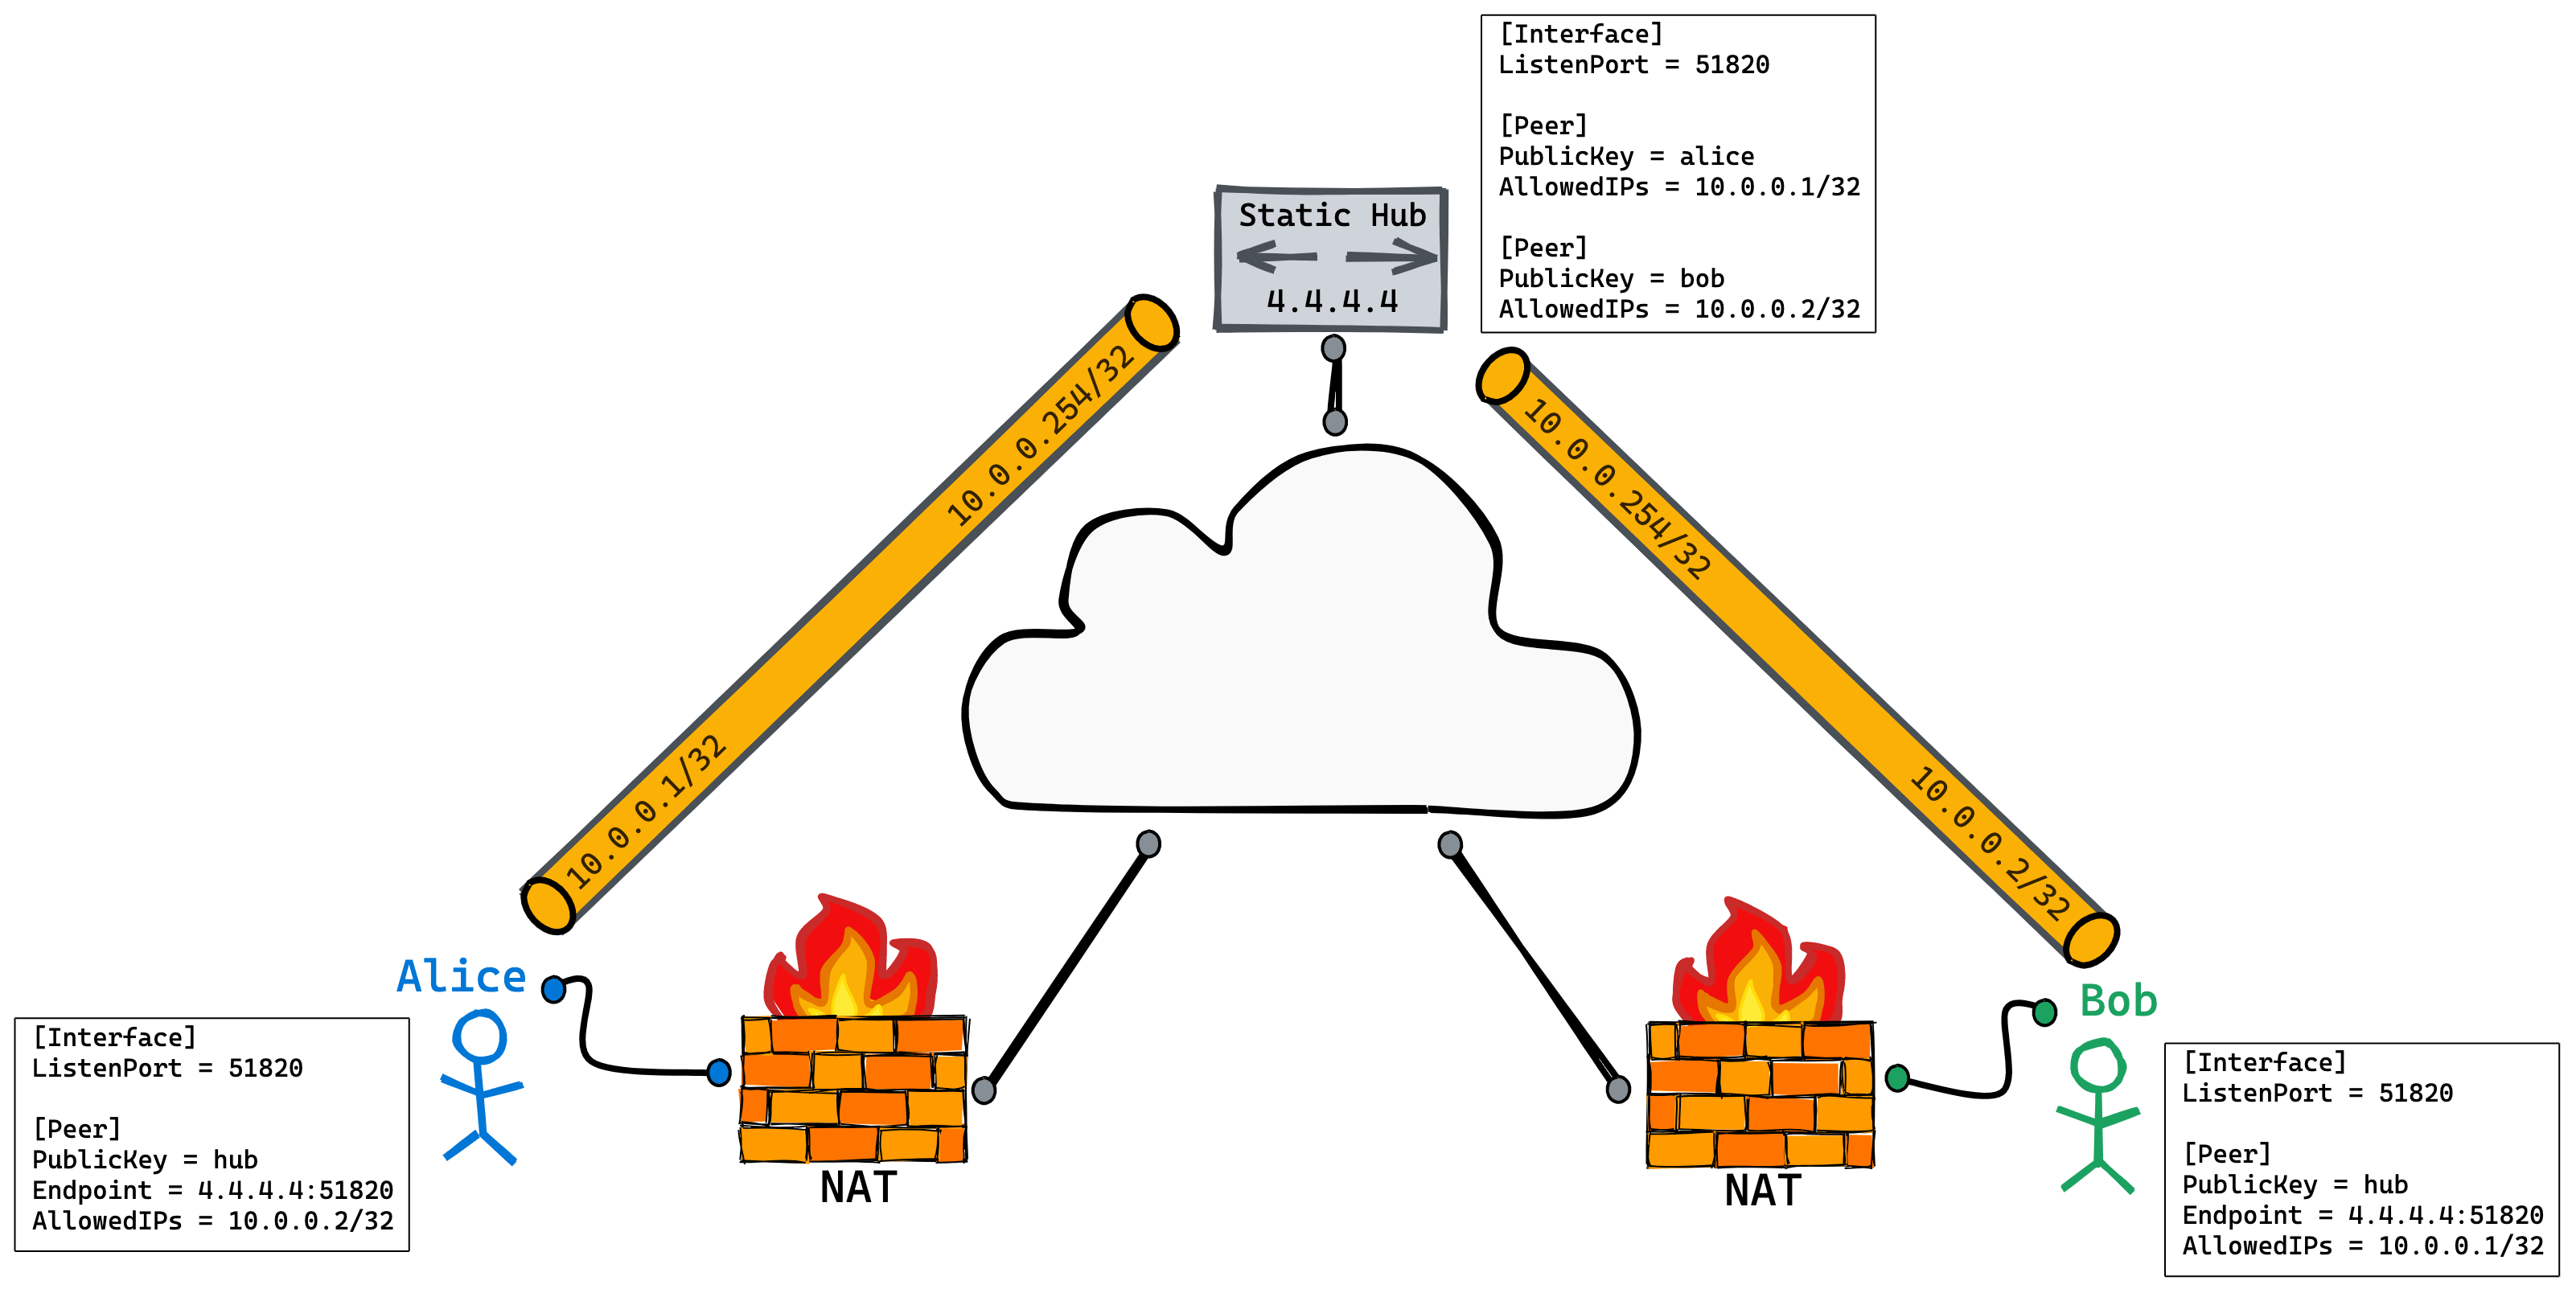 [Interface]
ListenPort = 51820
[Peer]
PublicKey = alice
AllowedIPs = 10.0.0.1/32
[Peer]
PublicKey = bob
AllowedIPs = 10.0.0.2/32
Static Hub
4.4.4.4
10.0.0.254/32
10.0.0.1/32
10.0.0.254/32
10.0.0.2/32
Alice
[Interface]
ListenPort = 51820
[Peer]
PublicKey = hub
Endpoint = 4.4.4.4:51820
AllowedIPs = 10.0.0.2/32
NAT
NAT
Bob
[Interface]
ListenPort = 51820
[Peer]
PublicKey = hub
Endpoint = 4.4.4.4:51820
AllowedIPs = 10.0.0.1/32